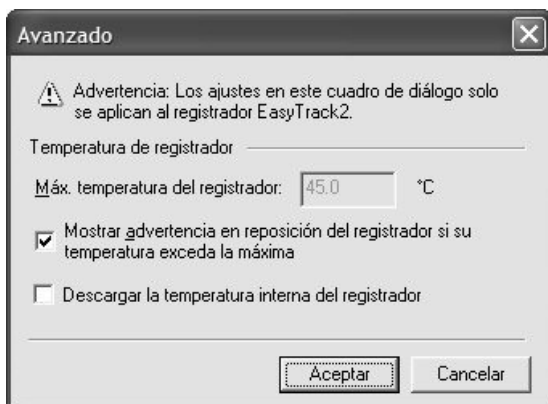 Avanzado
Advertencia: Los ajustes en este cuadro de diálogo solo
se aplican al registrador EasyTrack2.
Temperatura de registrador
Máx. temperatura del registrador: 45.0 °C
Mostrar advertencia en reposición del registrador si su
temperatura exceda la máxima
Descargar la temperatura interna del registrador
Aceptar Cancelar